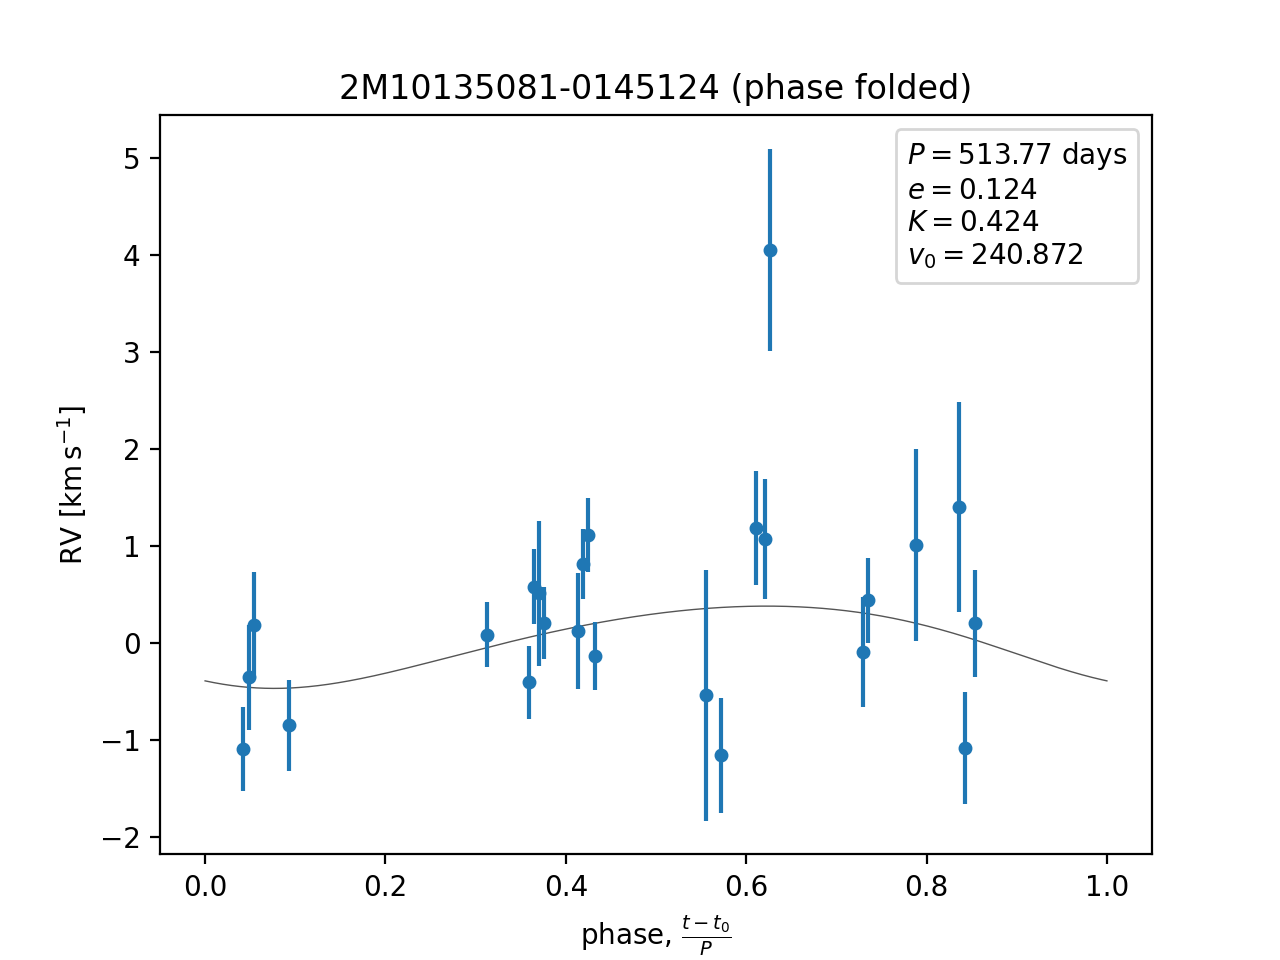 2M10135081-0145124 (phase folded)
P = 513.77 days
e = 0.124
K = 0.424
v₀ = 240.872
5
4
3
2
1
0
−1
−2
RV [km s⁻¹]
0.0 0.2 0.4 0.6 0.8 1.0
phase, (t − t₀)/P